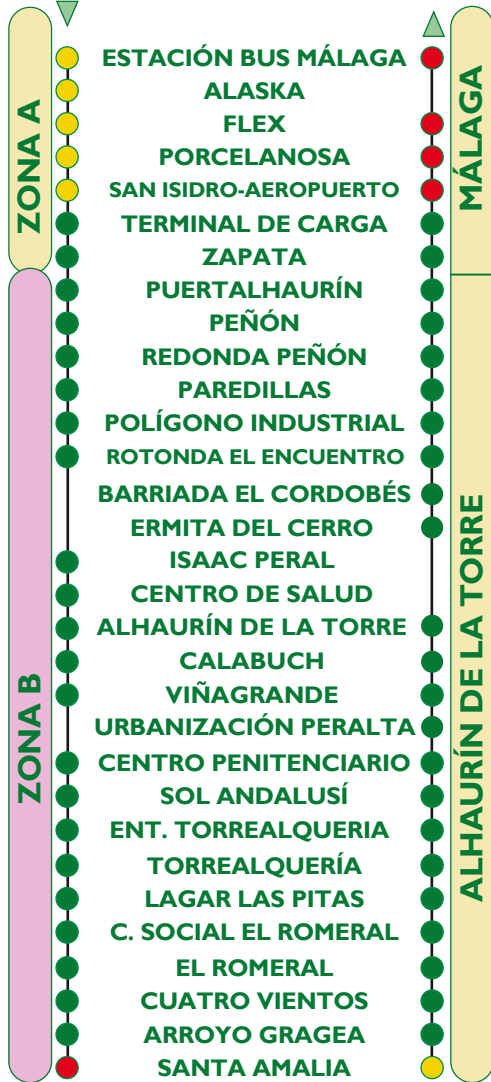 ZONA A
MÁLAGA
ESTACIÓN BUS MÁLAGA
ALASKA
FLEX
PORCELANOSA
SAN ISIDRO-AEROPUERTO
TERMINAL DE CARGA
ZAPATA
PUERTALHAURÍN
PEÑÓN
REDONDA PEÑÓN
PAREDILLAS
POLÍGONO INDUSTRIAL
ROTONDA EL ENCUENTRO
BARRIADA EL CORDOBÉS
ERMITA DEL CERRO
ISAAC PERAL
CENTRO DE SALUD
ALHAURÍN DE LA TORRE
CALABUCH
VIÑAGRANDE
URBANIZACIÓN PERALTA
CENTRO PENITENCIARIO
SOL ANDALUSÍ
ENT. TORREALQUERIA
TORREALQUERÍA
LAGAR LAS PITAS
C. SOCIAL EL ROMERAL
EL ROMERAL
CUATRO VIENTOS
ARROYO GRAGEA
SANTA AMALIA
ZONA B
ALHAURÍN DE LA TORRE